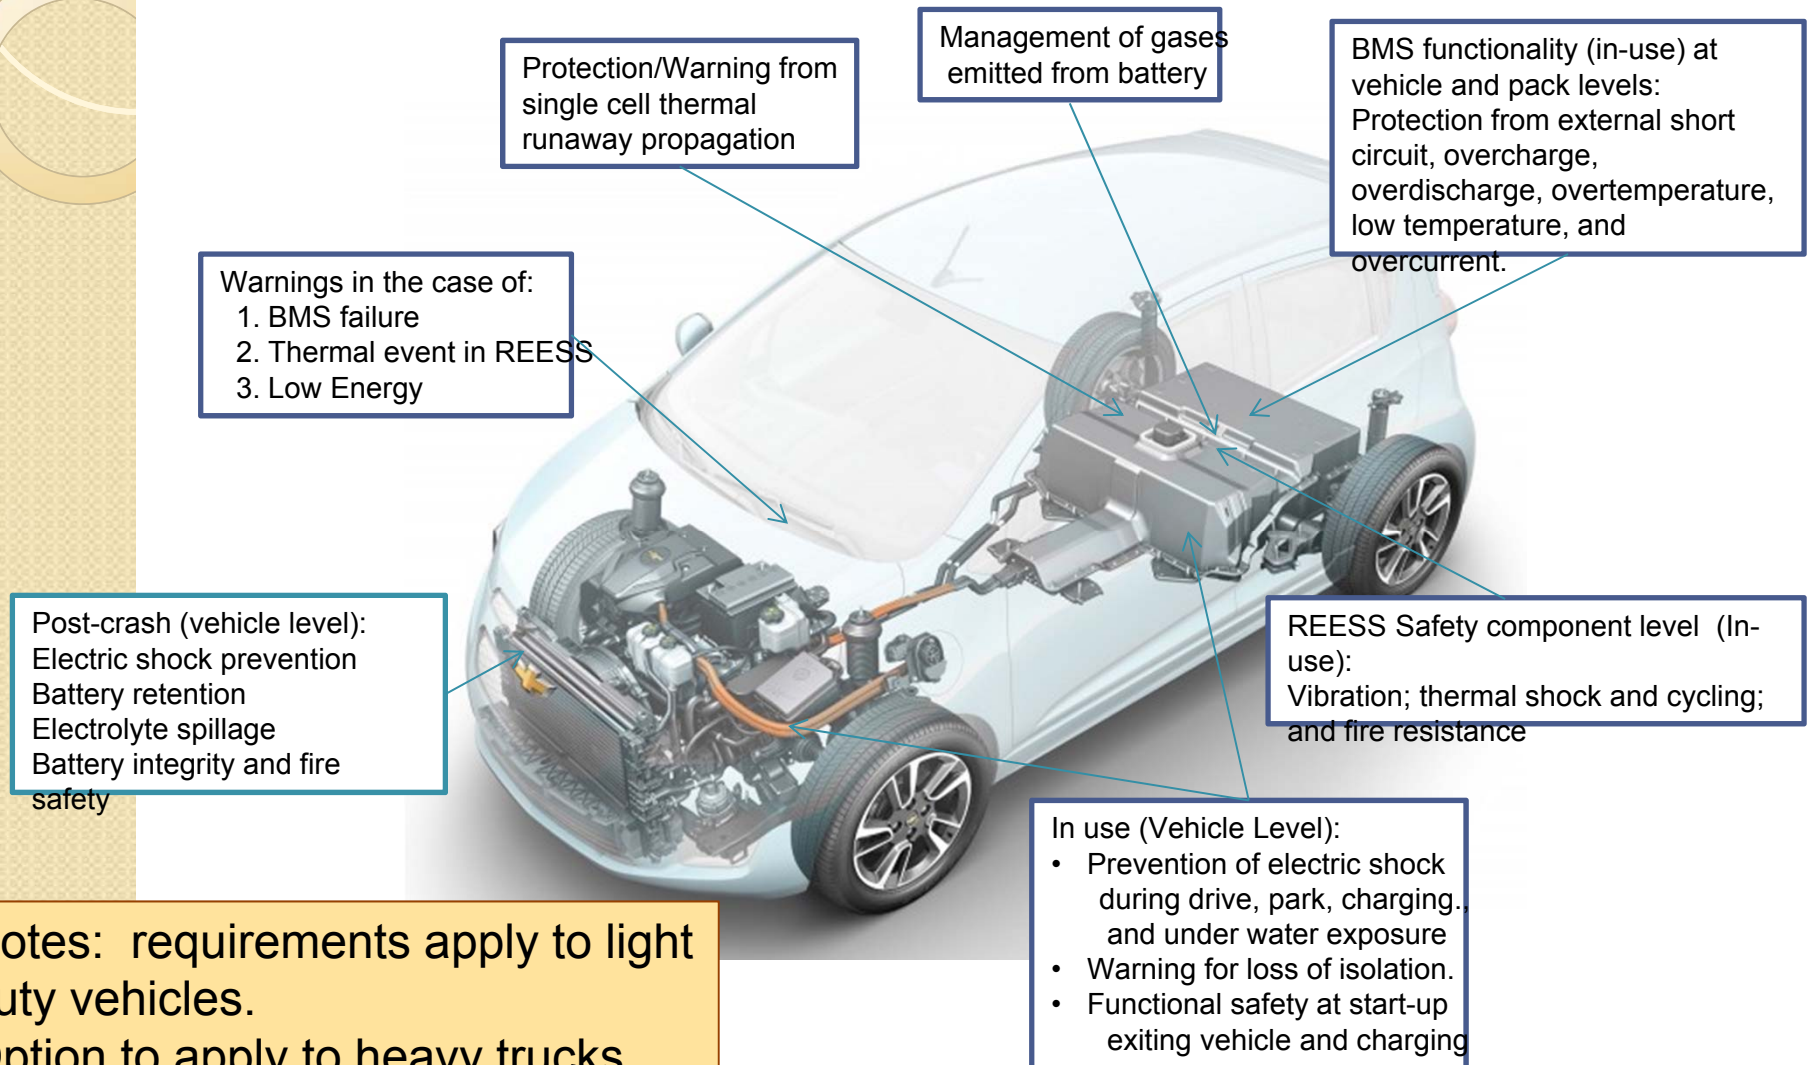 Management of gases
emitted from battery
Protection/Warning from
single cell thermal
runaway propagation
BMS functionality (in-use) at
vehicle and pack levels:
Protection from external short
circuit, overcharge,
overdischarge, overtemperature,
low temperature, and
overcurrent.
Warnings in the case of:
1. BMS failure
2. Thermal event in REESS
3. Low Energy
Post-crash (vehicle level):
Electric shock prevention
Battery retention
Electrolyte spillage
Battery integrity and fire
safety
REESS Safety component level (In-
use):
Vibration; thermal shock and cycling;
and fire resistance
In use (Vehicle Level):
• Prevention of electric shock
during drive, park, charging.,
and under water exposure
• Warning for loss of isolation.
• Functional safety at start-up
exiting vehicle and charging
otes: requirements apply to light
uty vehicles.
Option to apply to heavy trucks